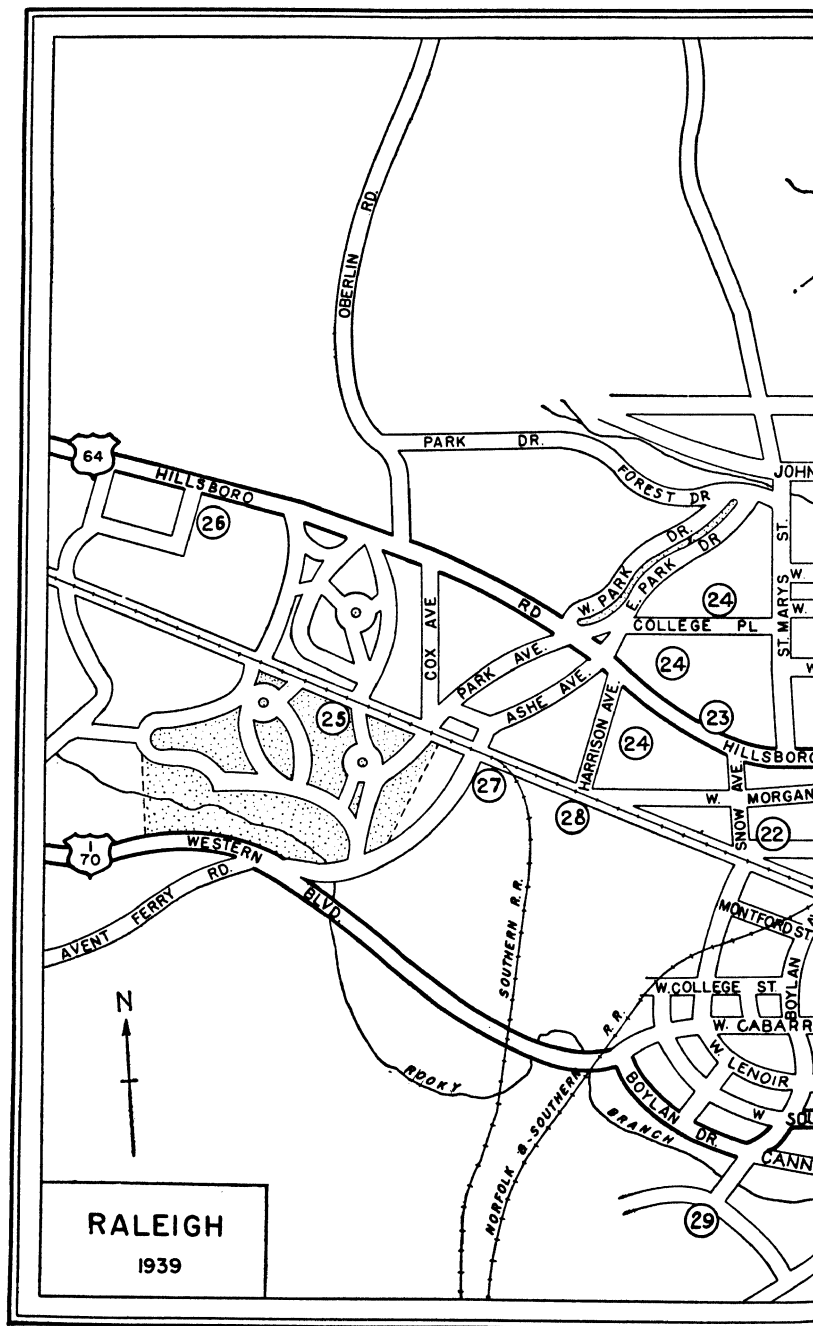 OBERLIN RD.
64
HILLSBORO
PARK DR.
FOREST DR
JOHN
26
W. PARK DR.
E. PARK DR
ST. MARYS ST.
W.
W.
24
COLLEGE PL
RD
COX AVE
PARK AVE.
ASHE AVE.
24
W
HARRISON AVE.
23
25
24
HILLSBORO
27
28
W. MORGAN
SNOW AVE.
22
1
70
WESTERN
BLVD.
AVENT FERRY RD.
SOUTHERN R.R.
MONTFORD ST.
BOYLAN
W. COLLEGE ST.
W. CABARR
N
R.R.
W. LENOIR
ROOKY
BOYLAN DR.
BRANCH
W
SOU
CANN
NORFOLK & SOUTHERN
29
RALEIGH
1939